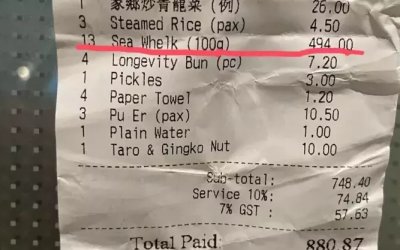 1 家鄉炒青龍菜 (例) 26.00
3 Steamed Rice (pax) 4.50
13 Sea Whelk (100g) 494.00
4 Longevity Bun (pc) 7.20
1 Pickles 3.00
4 Paper Towel 1.20
3 Pu Er (pax) 10.50
1 Plain Water 1.00
1 Taro & Gingko Nut 10.00
Sub-total: 748.40
Service 10%: 74.84
7% GST : 57.63
Total Paid: 880.87